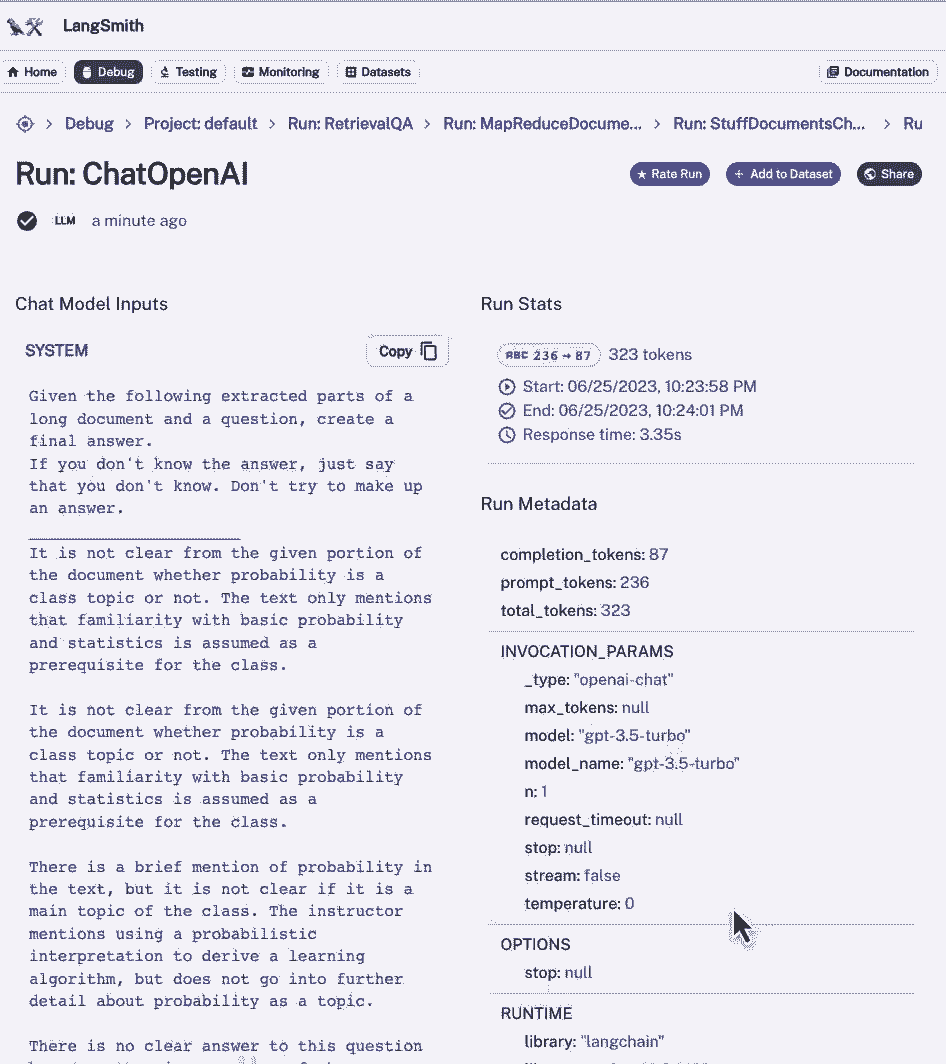 LangSmith
Home Debug Testing Monitoring Datasets Documentation
Debug > Project: default > Run: RetrievalQA > Run: MapReduceDocume... > Run: StuffDocumentsCh... > Ru
Run: ChatOpenAI
Rate Run + Add to Dataset Share
LLM a minute ago
Chat Model Inputs
SYSTEM
Copy
Given the following extracted parts of a
long document and a question, create a
final answer.
If you don't know the answer, just say
that you don't know. Don't try to make up
an answer.
It is not clear from the given portion of
the document whether probability is a
class topic or not. The text only mentions
that familiarity with basic probability
and statistics is assumed as a
prerequisite for the class.
It is not clear from the given portion of
the document whether probability is a
class topic or not. The text only mentions
that familiarity with basic probability
and statistics is assumed as a
prerequisite for the class.
There is a brief mention of probability in
the text, but it is not clear if it is a
main topic of the class. The instructor
mentions using a probabilistic
interpretation to derive a learning
algorithm, but does not go into further
detail about probability as a topic.
There is no clear answer to this question
Run Stats
ABC 236 → 87 323 tokens
Start: 06/25/2023, 10:23:58 PM
End: 06/25/2023, 10:24:01 PM
Response time: 3.35s
Run Metadata
completion_tokens: 87
prompt_tokens: 236
total_tokens: 323
INVOCATION_PARAMS
_type: "openai-chat"
max_tokens: null
model: "gpt-3.5-turbo"
model_name: "gpt-3.5-turbo"
n: 1
request_timeout: null
stop: null
stream: false
temperature: 0
OPTIONS
stop: null
RUNTIME
library: "langchain"